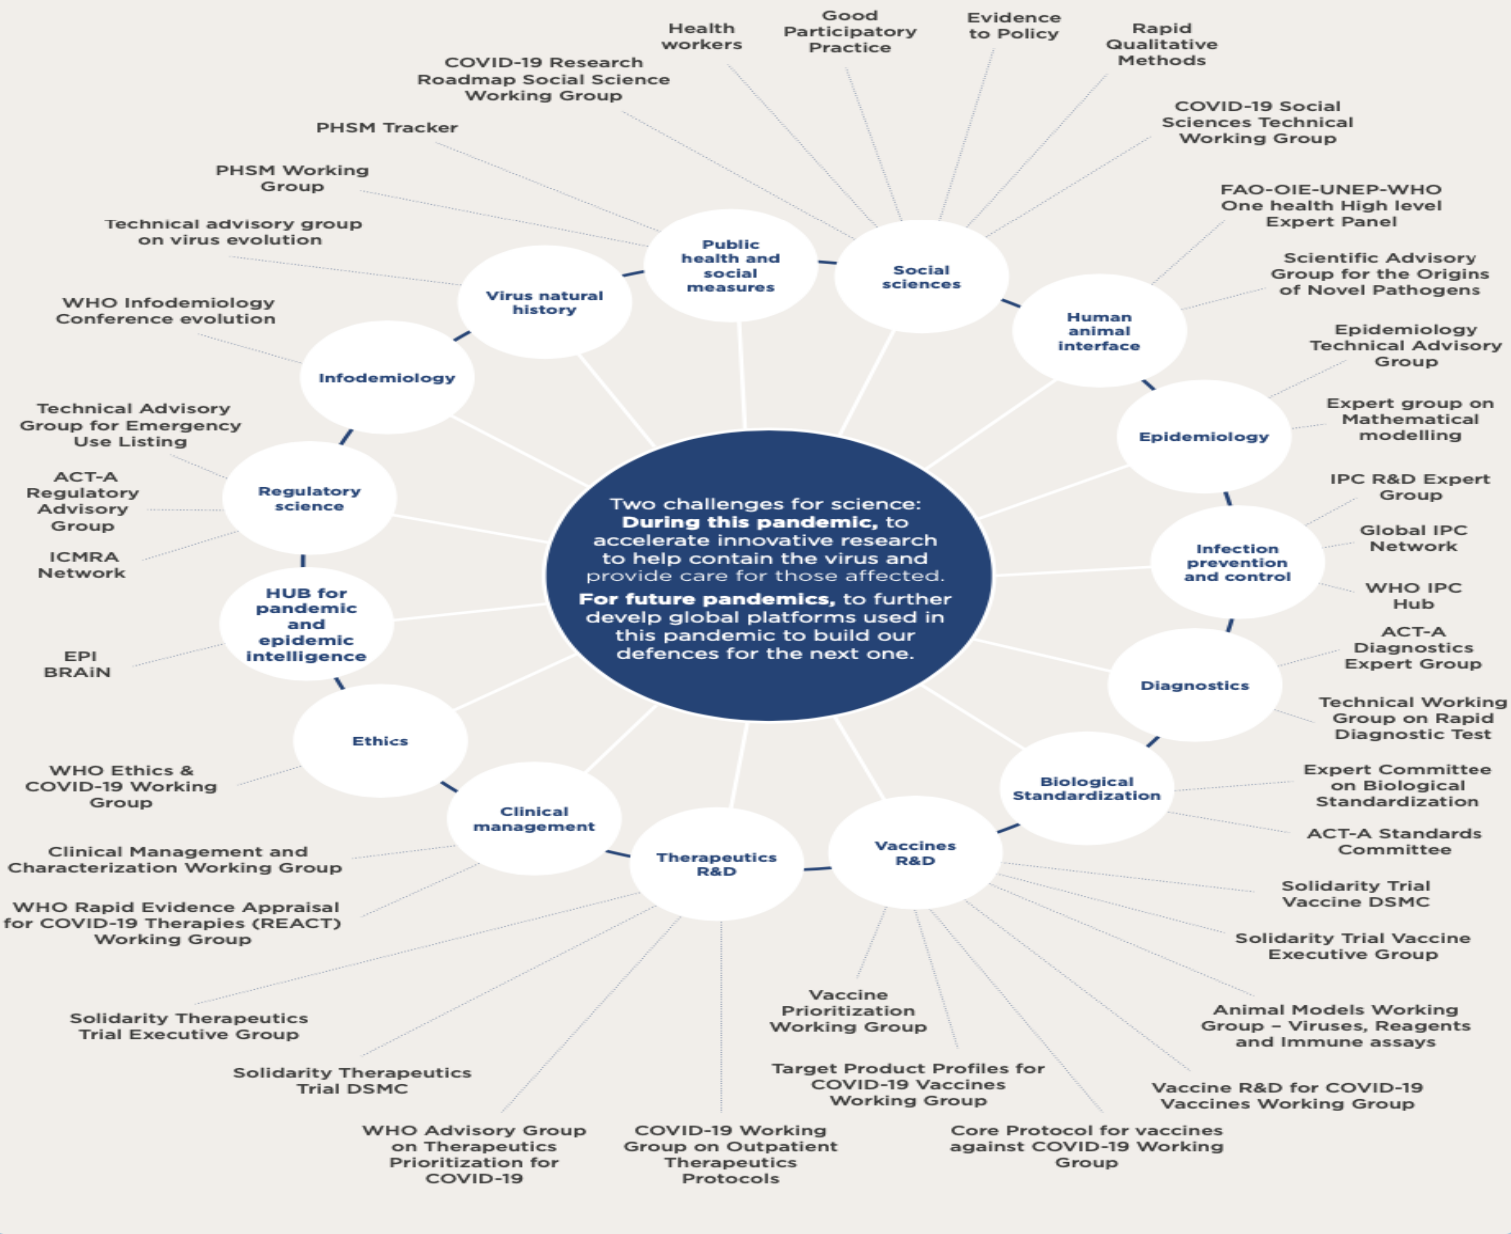 Health
workers
Good
Participatory
Practice
Evidence
to Policy
Rapid
Qualitative
Methods
COVID-19 Research
Roadmap Social Science
Working Group
COVID-19 Social
Sciences Technical
Working Group
PHSM Tracker
PHSM Working
Group
Technical advisory group
on virus evolution
WHO Infodemiology
Conference evolution
Technical Advisory
Group for Emergency
Use Listing
ACT-A
Regulatory
Advisory
Group
ICMRA
Network
EPI
BRAiN
WHO Ethics &
COVID-19 Working
Group
Clinical Management and
Characterization Working Group
WHO Rapid Evidence Appraisal
for COVID-19 Therapies (REACT)
Working Group
Solidarity Therapeutics
Trial Executive Group
Solidarity Therapeutics
Trial DSMC
WHO Advisory Group
on Therapeutics
Prioritization for
COVID-19
COVID-19 Working
Group on Outpatient
Therapeutics
Protocols
Public
health and
social
measures
Social
sciences
Virus natural
history
Human
animal
interface
Infodemiology
Epidemiology
Regulatory
science
Infection
prevention
and control
HUB for
pandemic
and
epidemic
intelligence
Diagnostics
Ethics
Biological
Standardization
Clinical
management
Therapeutics
R&D
Vaccines
R&D
Two challenges for science:
During this pandemic, to
accelerate innovative research
to help contain the virus and
provide care for those affected.
For future pandemics, to further
develp global platforms used in
this pandemic to build our
defences for the next one.
FAO-OIE-UNEP-WHO
One health High level
Expert Panel
Scientific Advisory
Group for the Origins
of Novel Pathogens
Epidemiology
Technical Advisory
Group
Expert group on
Mathematical
modelling
IPC R&D Expert
Group
Global IPC
Network
WHO IPC
Hub
ACT-A
Diagnostics
Expert Group
Technical Working
Group on Rapid
Diagnostic Test
Expert Committee
on Biological
Standardization
ACT-A Standards
Committee
Solidarity Trial
Vaccine DSMC
Solidarity Trial Vaccine
Executive Group
Animal Models Working
Group – Viruses, Reagents
and Immune assays
Vaccine R&D for COVID-19
Vaccines Working Group
Vaccine
Prioritization
Working Group
Target Product Profiles for
COVID-19 Vaccines
Working Group
Core Protocol for vaccines
against COVID-19 Working
Group